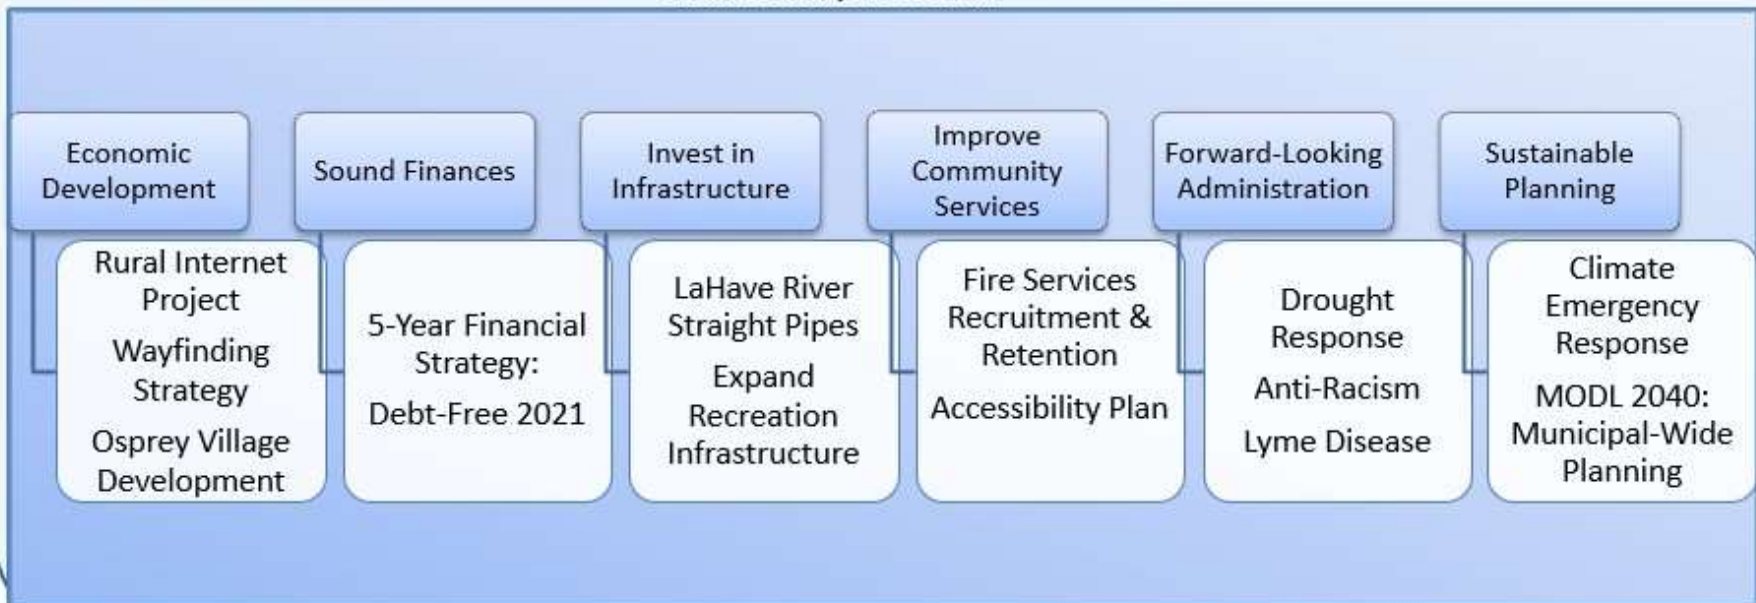 Economic
Development
Rural Internet
Project
Wayfinding
Strategy
Osprey Village
Development
Sound Finances
5-Year Financial
Strategy:
Debt-Free 2021
Invest in
Infrastructure
LaHave River
Straight Pipes
Expand
Recreation
Infrastructure
Improve
Community
Services
Fire Services
Recruitment &
Retention
Accessibility Plan
Forward-Looking
Administration
Drought
Response
Anti-Racism
Lyme Disease
Sustainable
Planning
Climate
Emergency
Response
MODL 2040:
Municipal-Wide
Planning